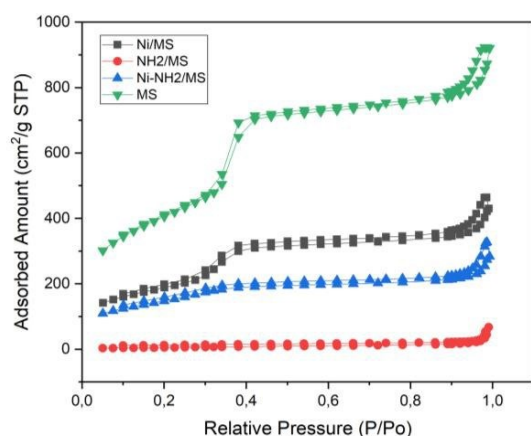 1000
800
600
400
200
0
Adsorbed Amount (cm²/g STP)
Ni/MS
NH2/MS
Ni-NH2/MS
MS
0,0 0,2 0,4 0,6 0,8 1,0
Relative Pressure (P/Po)